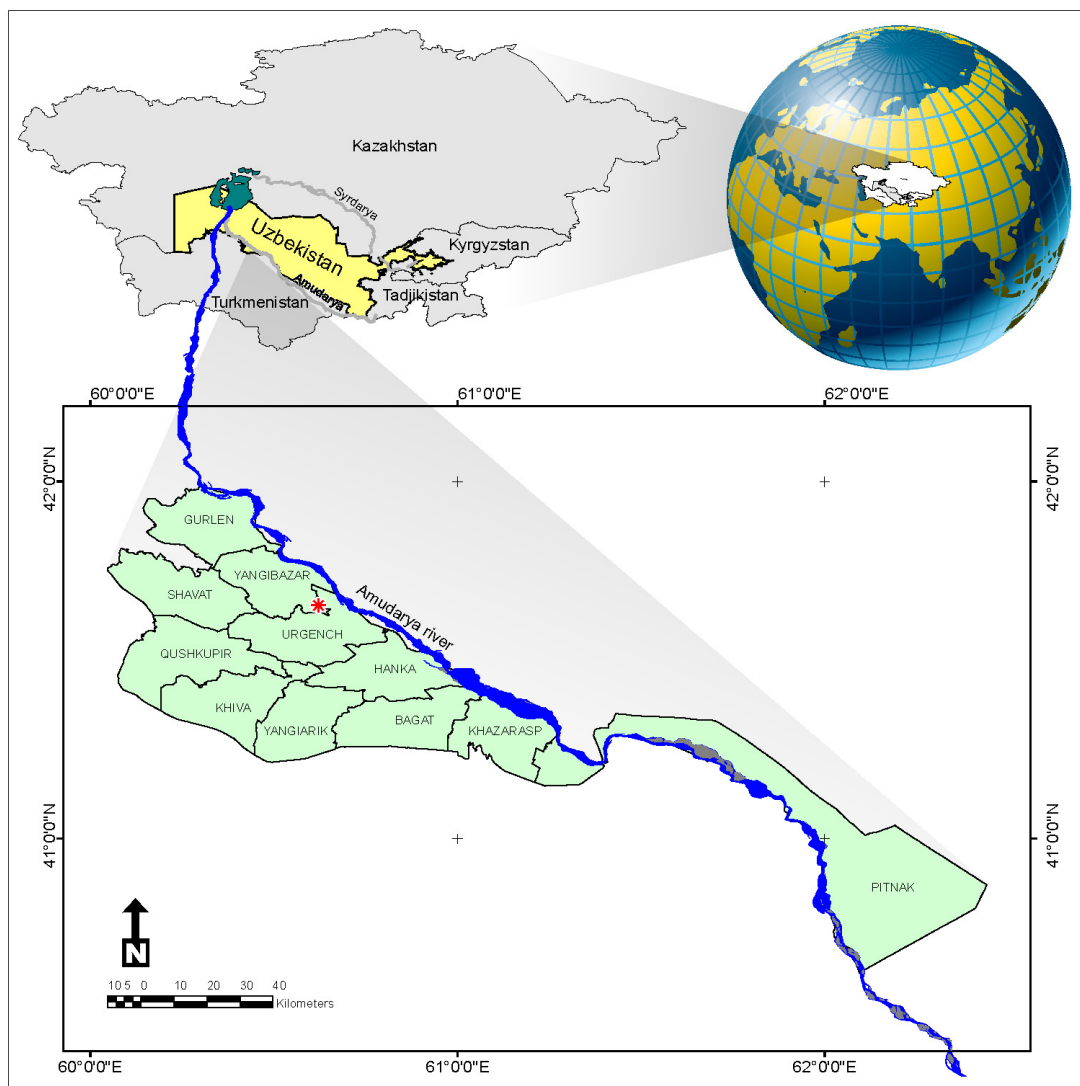 Kazakhstan
Syrdarya
Uzbekistan
Kyrgyzstan
Amudarya
Tadjikistan
Turkmenistan
60°0'0"E
61°0'0"E
62°0'0"E
42°0'0"N
42°0'0"N
GURLEN
YANGIBAZAR
SHAVAT
Amudarya river
URGENCH
QUSHKUPIR
HANKA
KHIVA
BAGAT
YANGIARIK
KHAZARASP
41°0'0"N
41°0'0"N
PITNAK
N
10 5 0 10 20 30 40
Kilometers
60°0'0"E
61°0'0"E
62°0'0"E